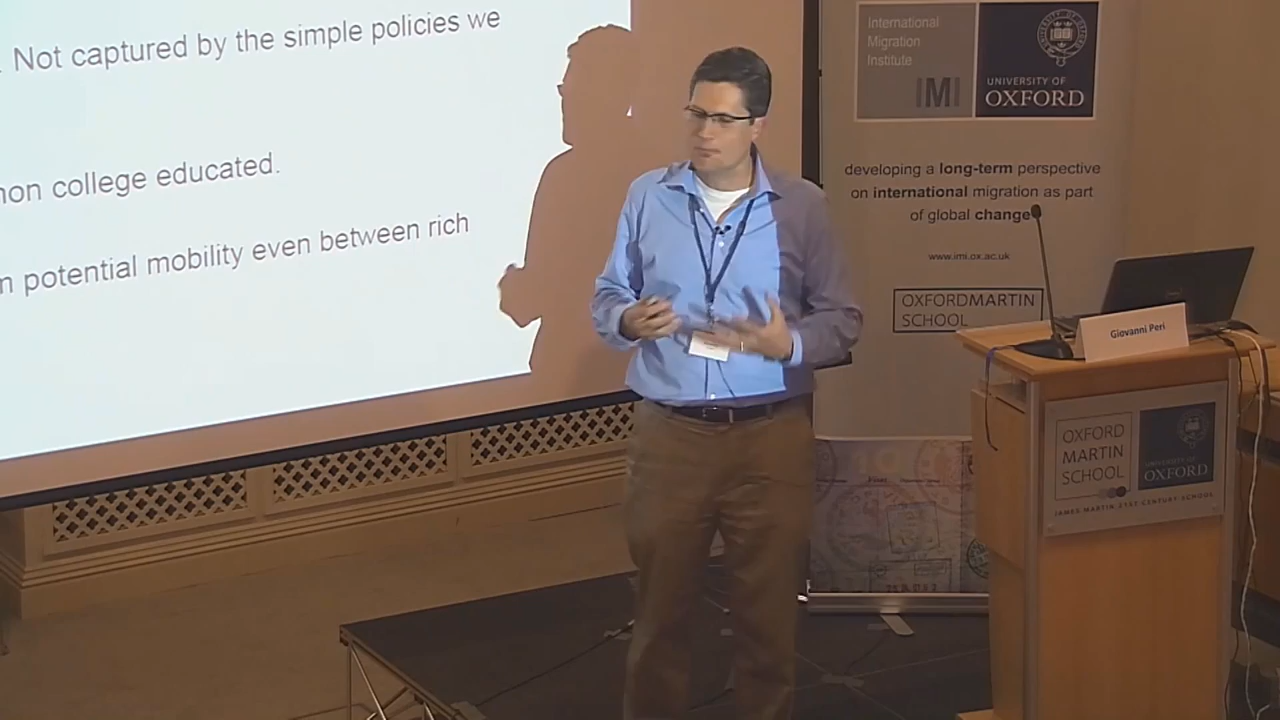 . Not captured by the simple policies we
non college educated.
n potential mobility even between rich
International
Migration
Institute
IMI
UNIVERSITY OF
OXFORD
developing a long-term perspective
on international migration as part
of global change
www.imi.ox.ac.uk
OXFORDMARTIN
SCHOOL
Giovanni Peri
OXFORD
MARTIN
SCHOOL
UNIVERSITY OF
OXFORD
JAMES MARTIN 21ST CENTURY SCHOOL